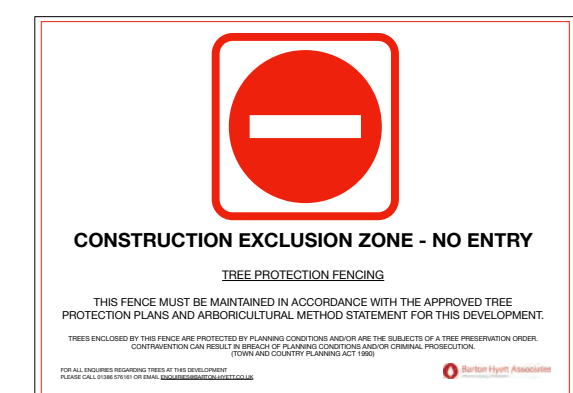 CONSTRUCTION EXCLUSION ZONE - NO ENTRY
TREE PROTECTION FENCING
THIS FENCE MUST BE MAINTAINED IN ACCORDANCE WITH THE APPROVED TREE
PROTECTION PLANS AND ARBORICULTURAL METHOD STATEMENT FOR THIS DEVELOPMENT.
TREES ENCLOSED BY THIS FENCE ARE PROTECTED BY PLANNING CONDITIONS AND/OR ARE THE SUBJECTS OF A TREE PRESERVATION ORDER.
CONTRAVENTION CAN RESULT IN BREACH OF PLANNING CONDITIONS AND/OR CRIMINAL PROSECUTION.
(TOWN AND COUNTRY PLANNING ACT 1990)
FOR ALL ENQUIRIES REGARDING TREES AT THIS DEVELOPMENT
PLEASE CALL 01386 576161 OR EMAIL ENQUIRIES@BARTON-HYETT.CO.UK
Barton Hyett Associates